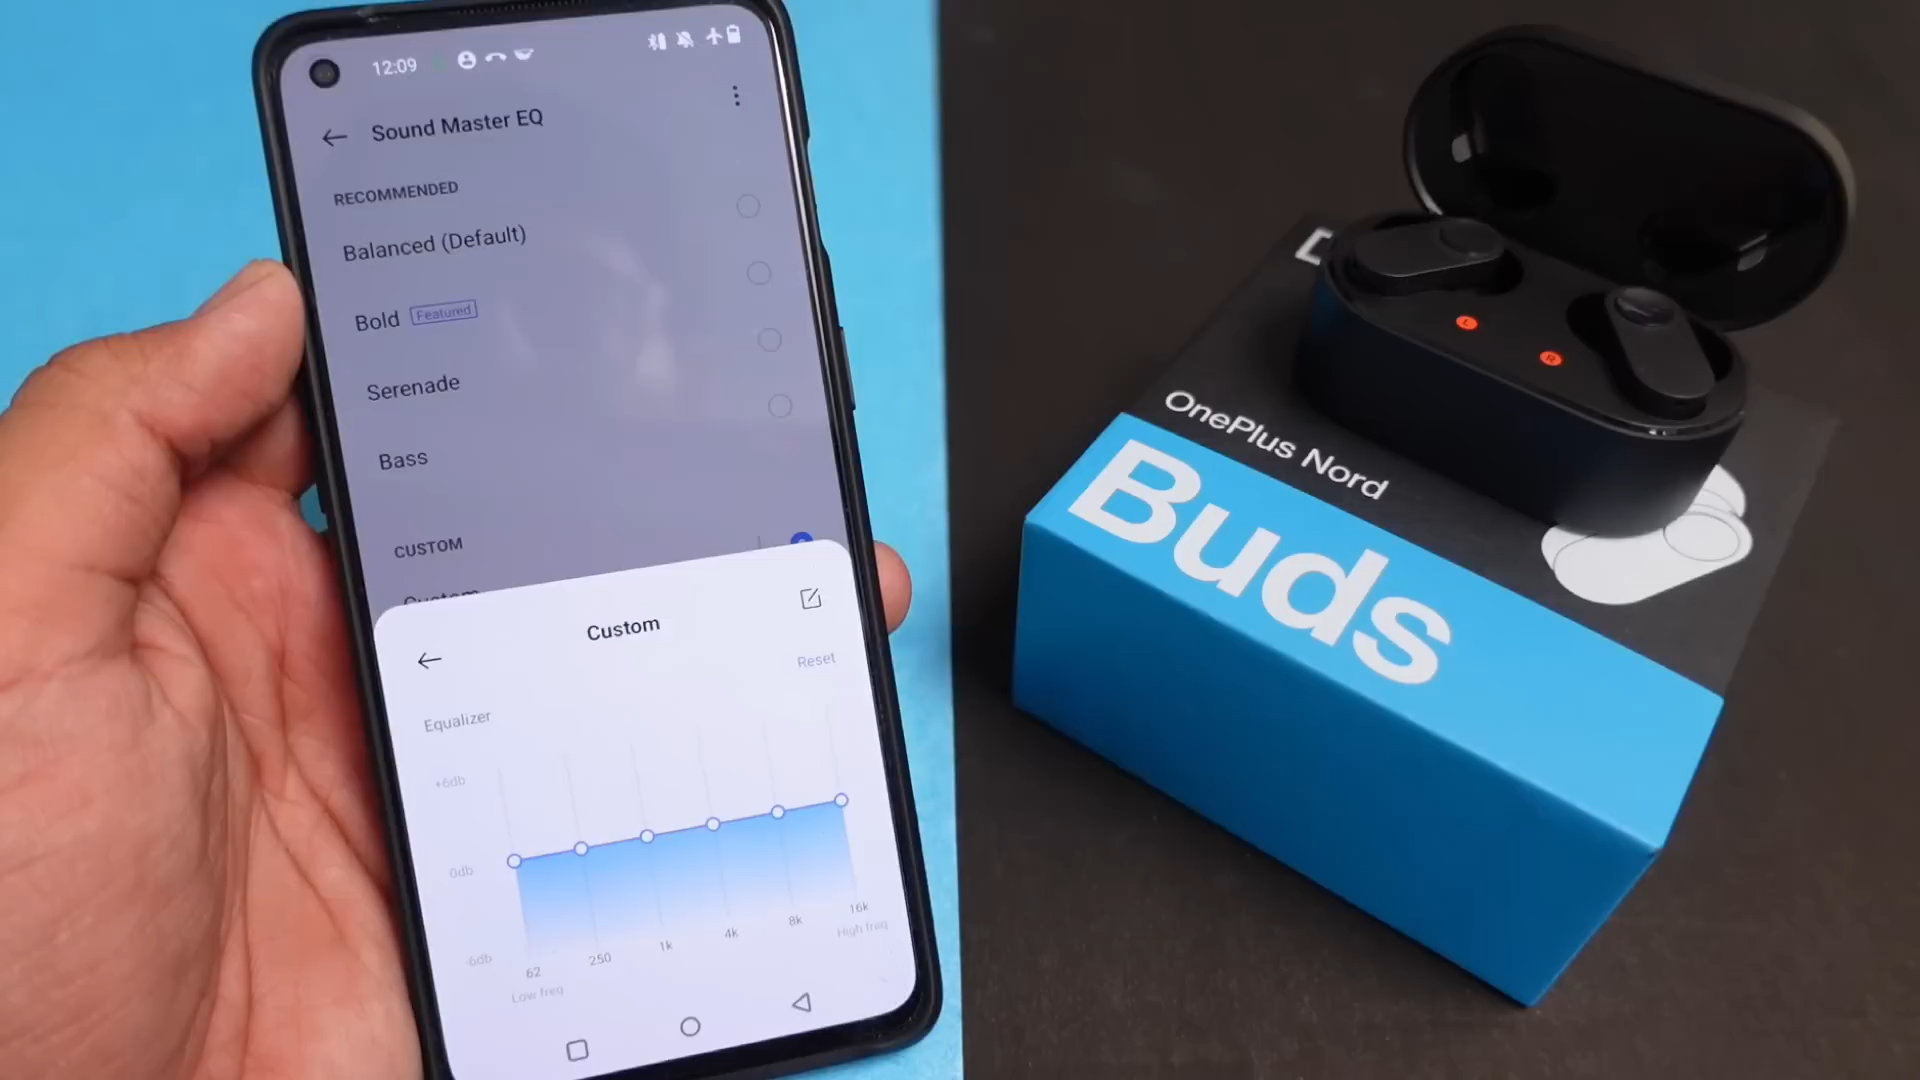 12:09
Sound Master EQ
RECOMMENDED
Balanced (Default)
Bold Featured
Serenade
Bass
CUSTOM
Custom
Custom
Reset
Equalizer
+6db
0db
-6db
62 250 1k 4k 8k 16k
Low freq High freq
L
R
OnePlus Nord
Buds